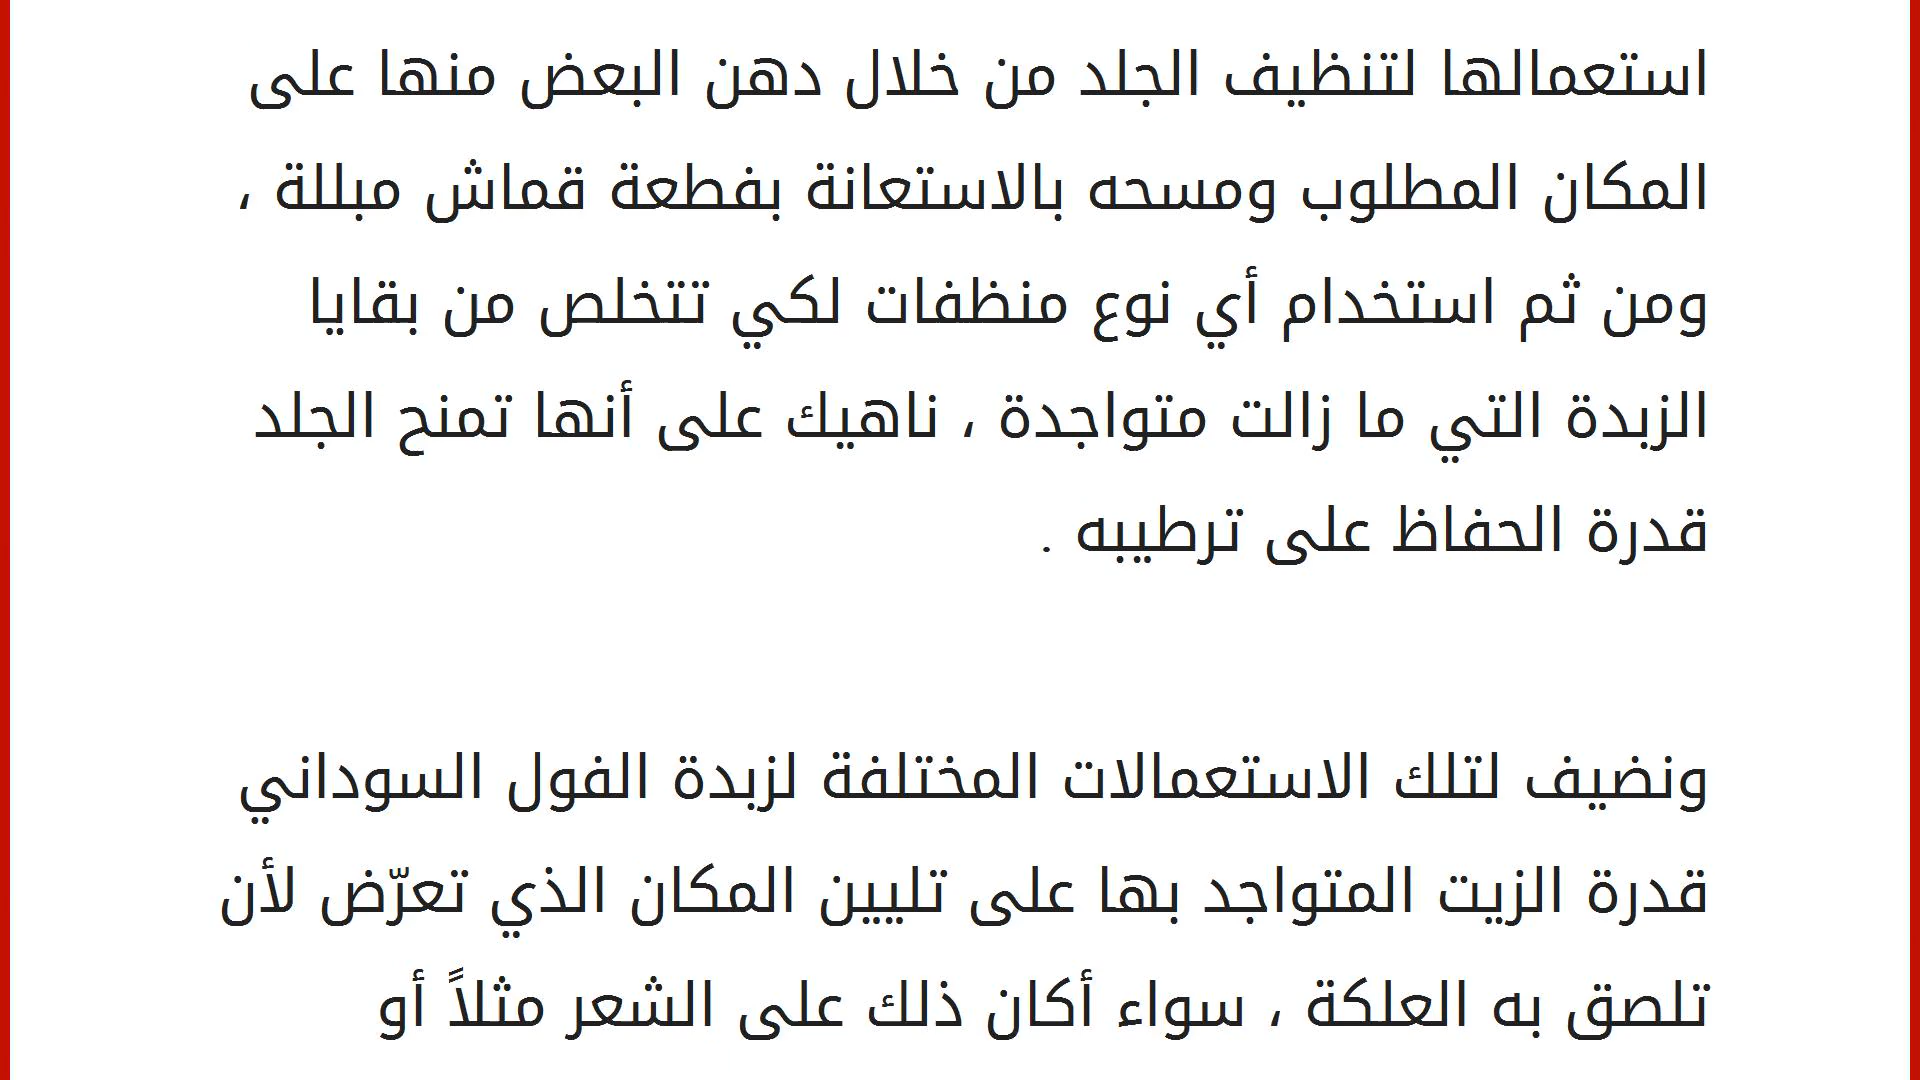 استعمالها لتنظيف الجلد من خلال دهن البعض منها على
المكان المطلوب ومسحه بالاستعانة بفطعة قماش مبللة ،
ومن ثم استخدام أي نوع منظفات لكي تتخلص من بقايا
الزبدة التي ما زالت متواجدة ، ناهيك على أنها تمنح الجلد
قدرة الحفاظ على ترطيبه .
ونضيف لتلك الاستعمالات المختلفة لزبدة الفول السوداني
قدرة الزيت المتواجد بها على تليين المكان الذي تعرّض لأن
تلصق به العلكة ، سواء أكان ذلك على الشعر مثلاً أو